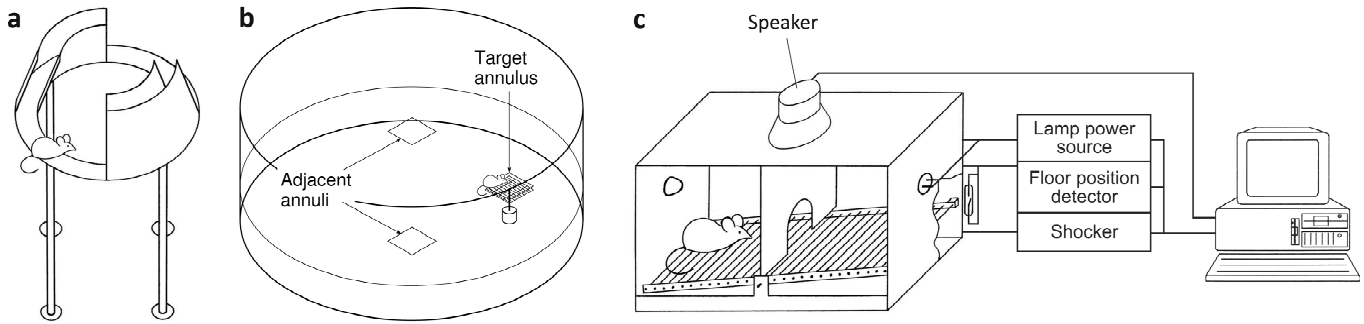 a
b
Target
annulus
Adjacent
annuli
c
Speaker
Lamp power
source
Floor position
detector
Shocker